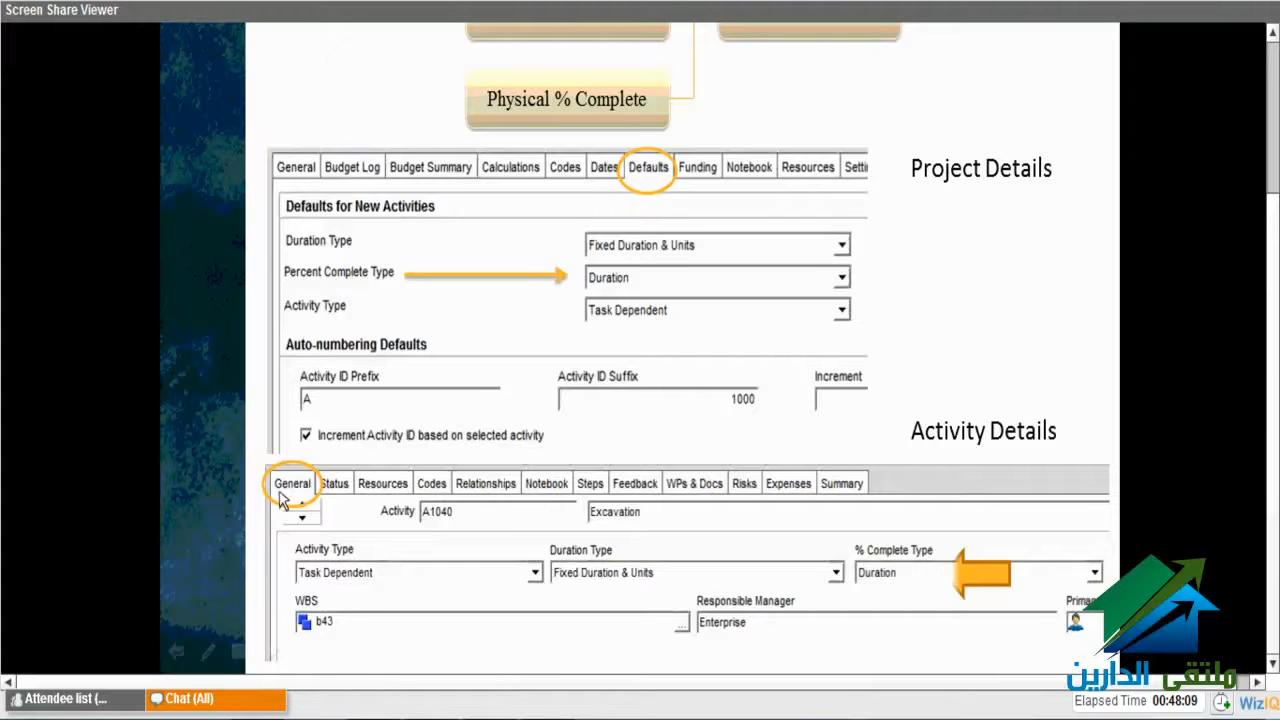 Screen Share Viewer
Physical % Complete
General Budget Log Budget Summary Calculations Codes Dates Defaults Funding Notebook Resources
Project Details
Defaults for New Activities
Duration Type Fixed Duration & Units
Percent Complete Type Duration
Activity Type Task Dependent
Auto-numbering Defaults
Activity ID Prefix Activity ID Suffix Increment
A 1000
Increment Activity ID based on selected activity
Activity Details
General Status Resources Codes Relationships Notebook Steps Feedback WPs & Docs Risks Expenses Summary
Activity A1040 Excavation
Activity Type Duration Type % Complete Type
Task Dependent Fixed Duration & Units Duration
WBS Responsible Manager
b43 ... Enterprise
ملتقى الدارين
Attendee list (... Chat (All) Elapsed Time 00:48:09 WizIQ